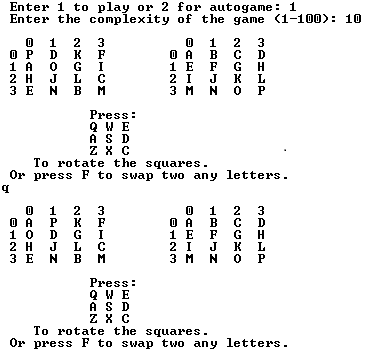 Enter 1 to play or 2 for autogame: 1
Enter the complexity of the game (1-100): 10
0 1 2 3 0 1 2 3
0 P D K F 0 A B C D
1 A O G I 1 E F G H
2 H J L C 2 I J K L
3 E N B M 3 M N O P
Press:
Q W E
A S D
Z X C
To rotate the squares.
Or press F to swap two any letters.
q
0 1 2 3 0 1 2 3
0 A P K F 0 A B C D
1 O D G I 1 E F G H
2 H J L C 2 I J K L
3 E N B M 3 M N O P
Press:
Q W E
A S D
Z X C
To rotate the squares.
Or press F to swap two any letters.